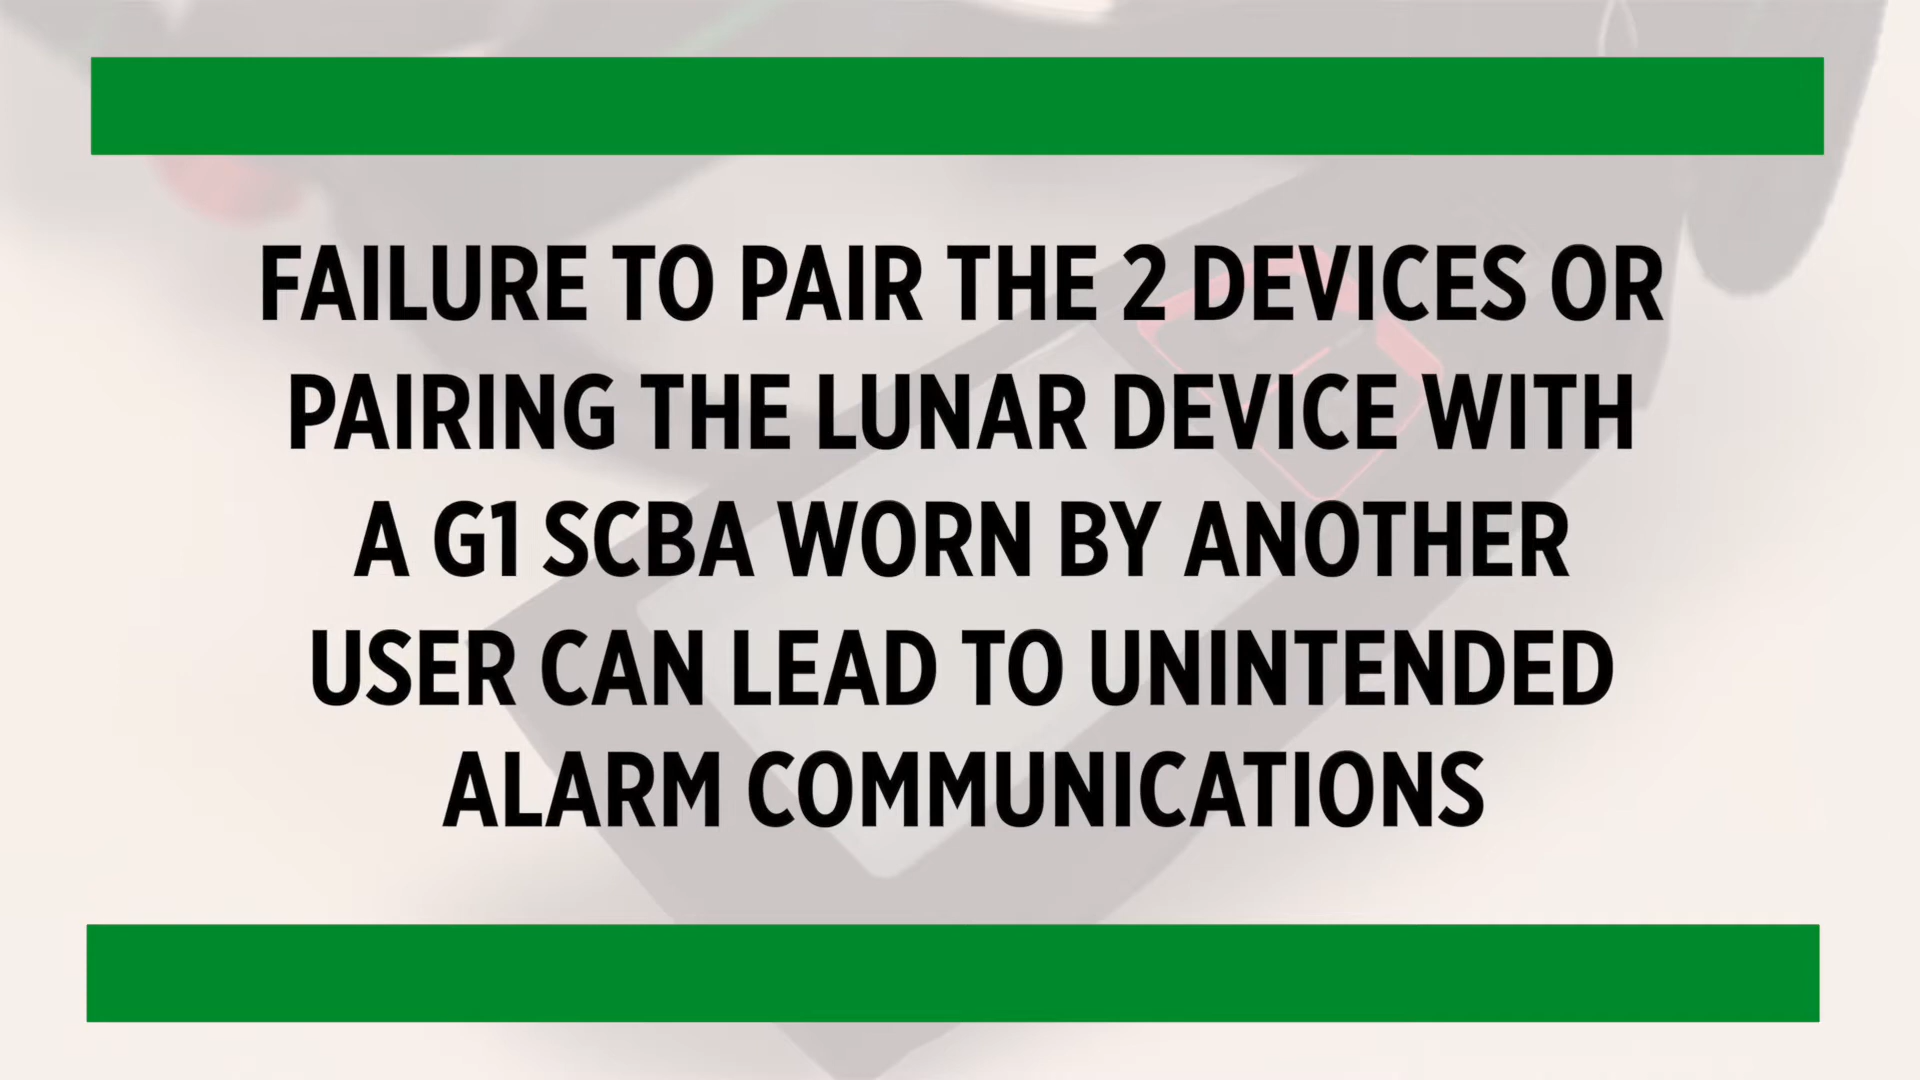 FAILURE TO PAIR THE 2 DEVICES OR
PAIRING THE LUNAR DEVICE WITH
A G1 SCBA WORN BY ANOTHER
USER CAN LEAD TO UNINTENDED
ALARM COMMUNICATIONS